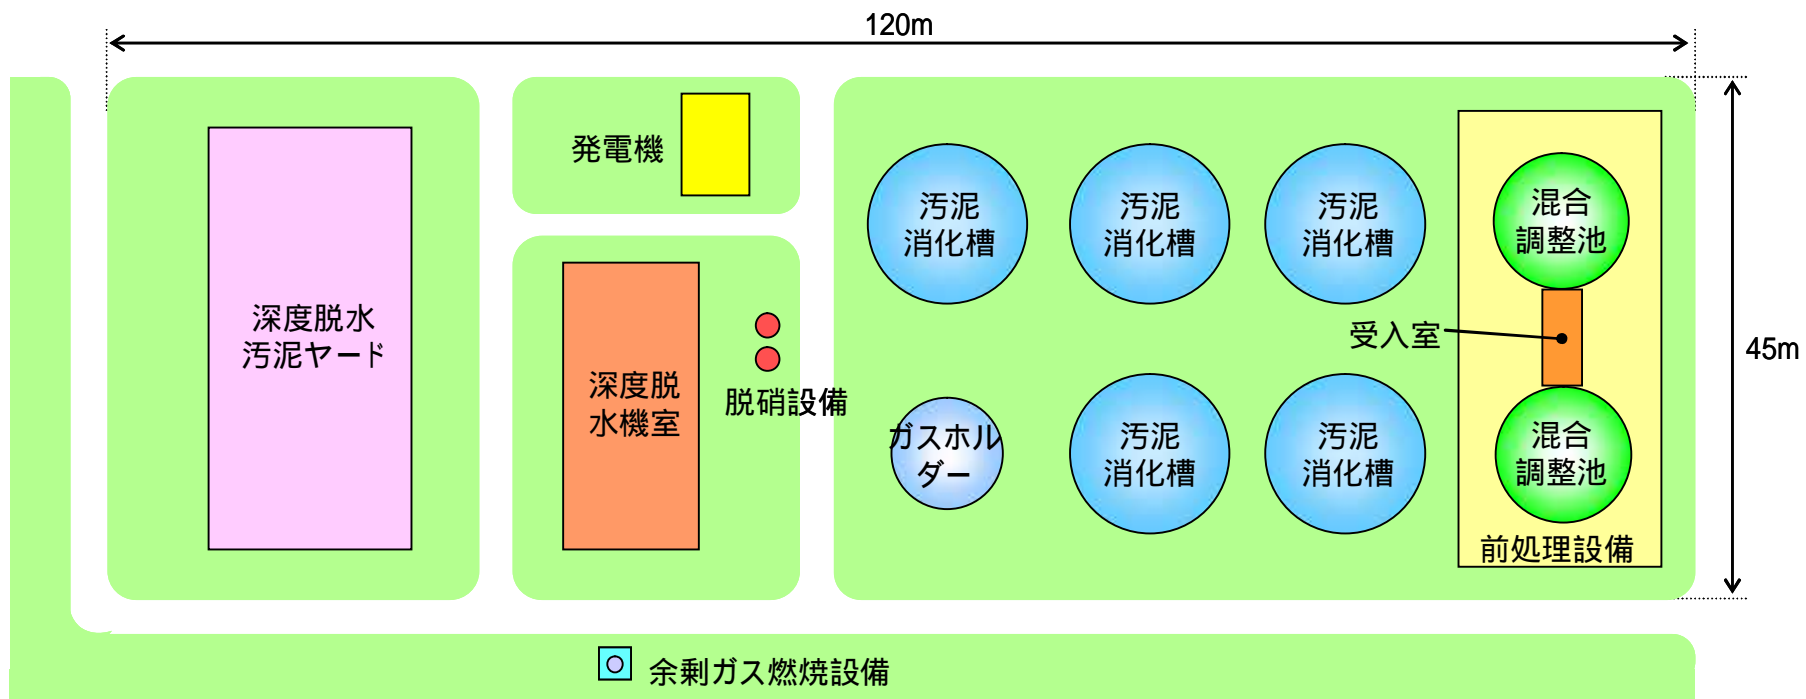 120m
発電機
汚泥
消化槽
汚泥
消化槽
汚泥
消化槽
混合
調整池
深度脱水
汚泥ヤード
受入室
45m
深度脱
水機室
脱硝設備
ガスホル
ダー
汚泥
消化槽
汚泥
消化槽
混合
調整池
前処理設備
余剰ガス燃焼設備